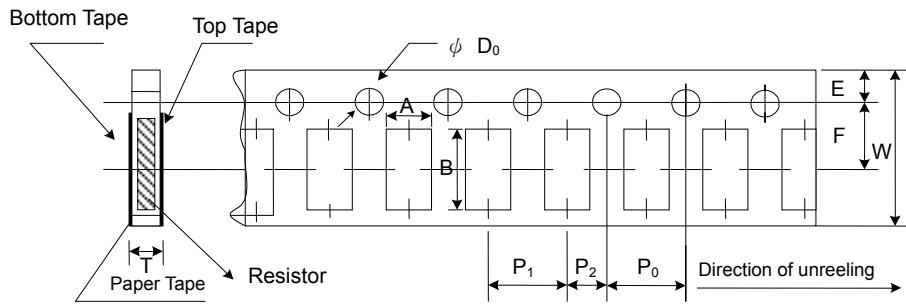 Bottom Tape
Top Tape
ϕ D₀
A
B
E
F
W
T
Paper Tape
Resistor
P₁
P₂
P₀
Direction of unreeling